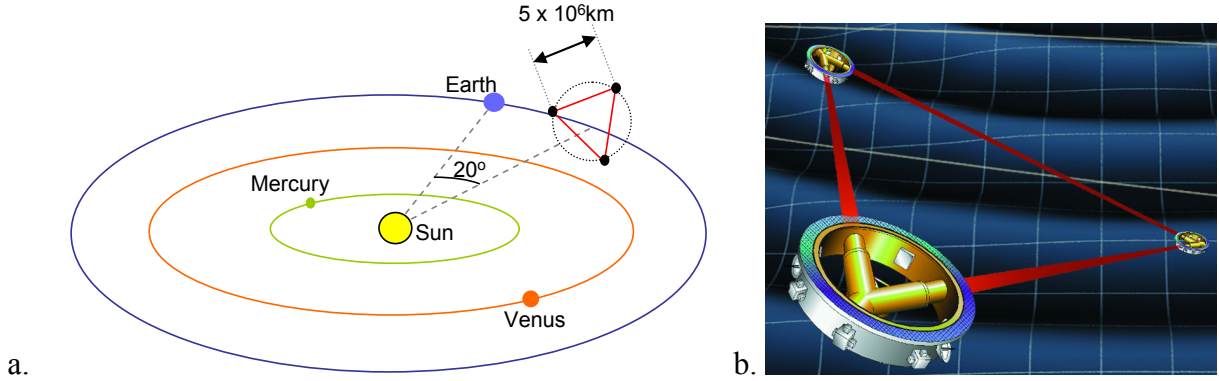 5 x 10⁶km
Earth
20º
Mercury
Sun
Venus
a.
b.